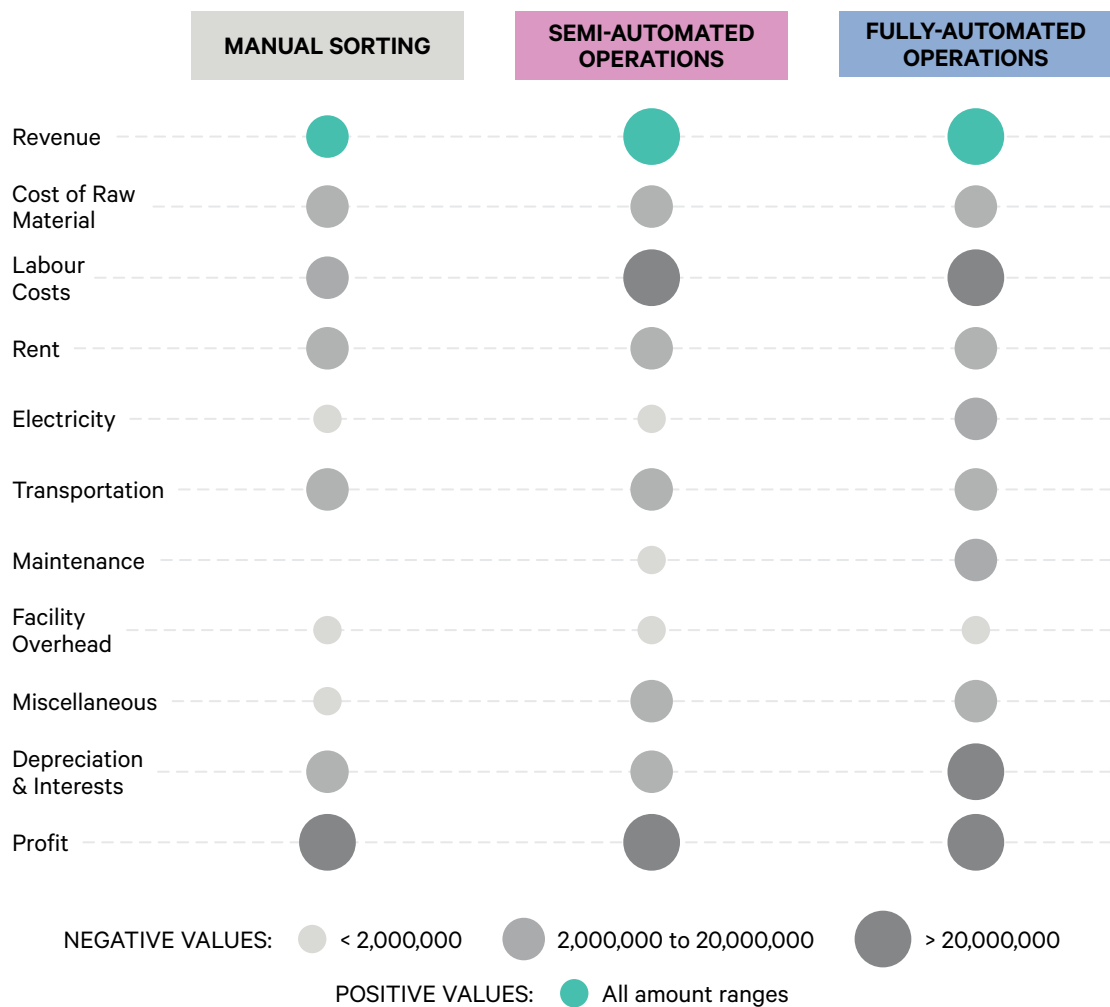 MANUAL SORTING
SEMI-AUTOMATED
OPERATIONS
FULLY-AUTOMATED
OPERATIONS
Revenue
Cost of Raw
Material
Labour
Costs
Rent
Electricity
Transportation
Maintenance
Facility
Overhead
Miscellaneous
Depreciation
& Interests
Profit
NEGATIVE VALUES: < 2,000,000 2,000,000 to 20,000,000 > 20,000,000
POSITIVE VALUES: All amount ranges